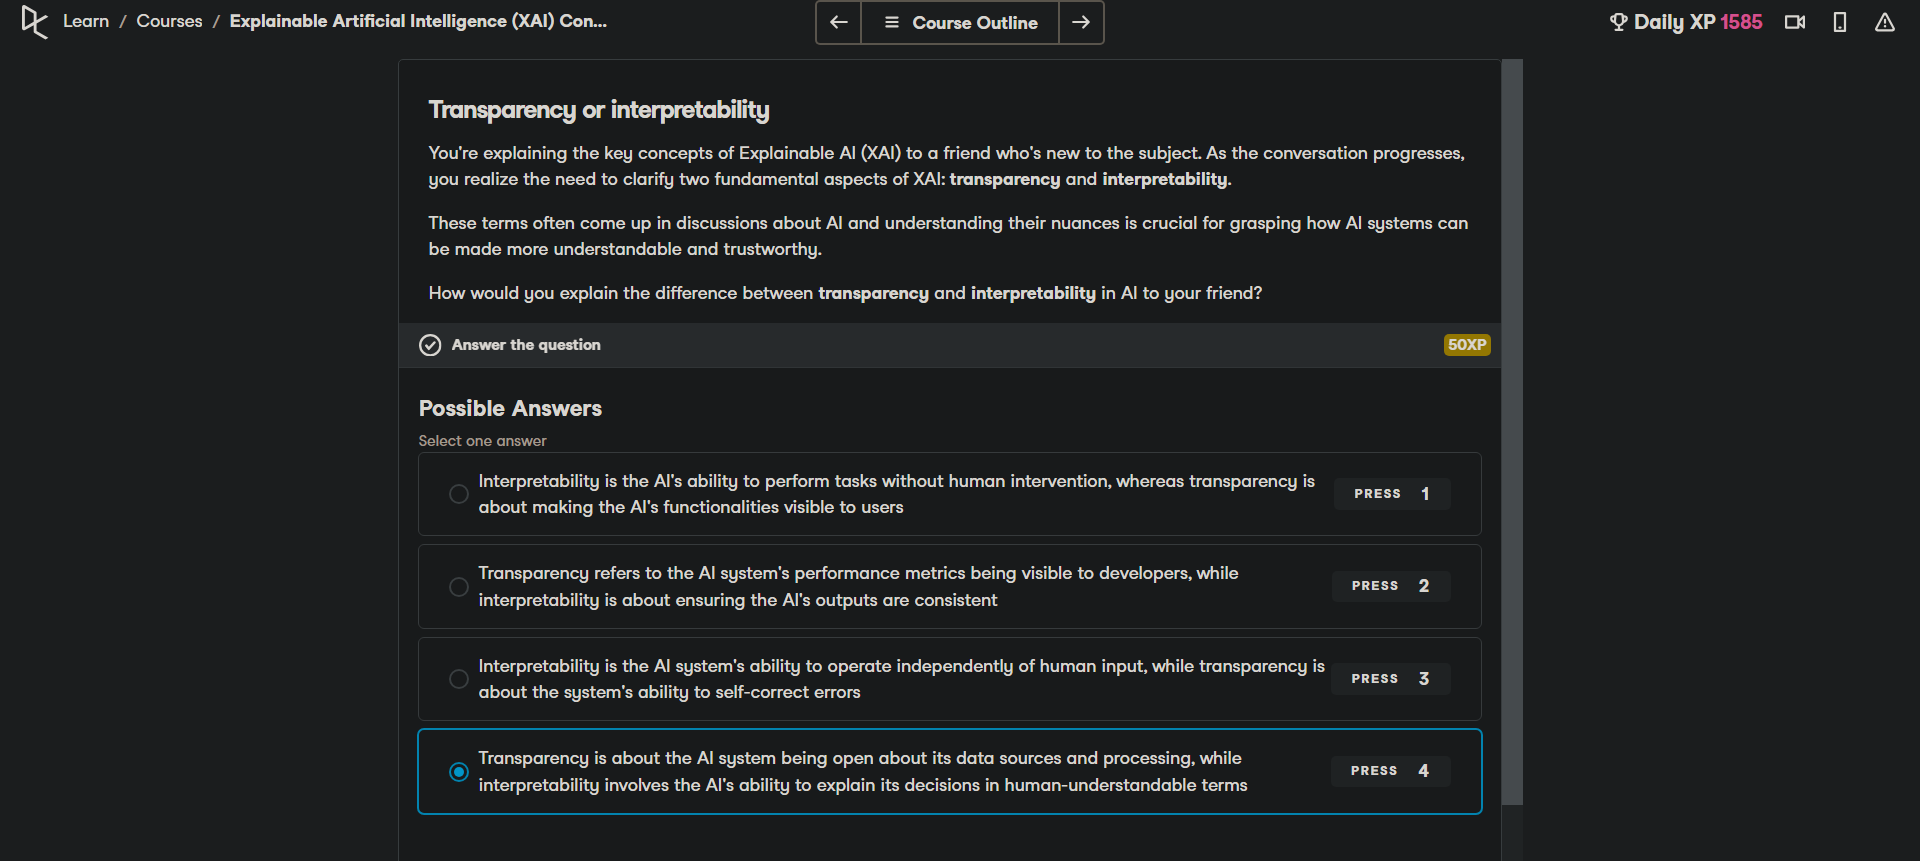 Learn / Courses / Explainable Artificial Intelligence (XAI) Con...
Course Outline
Daily XP 1585
Transparency or interpretability
You're explaining the key concepts of Explainable AI (XAI) to a friend who's new to the subject. As the conversation progresses,
you realize the need to clarify two fundamental aspects of XAI: transparency and interpretability.
These terms often come up in discussions about AI and understanding their nuances is crucial for grasping how AI systems can
be made more understandable and trustworthy.
How would you explain the difference between transparency and interpretability in AI to your friend?
Answer the question
50XP
Possible Answers
Select one answer
Interpretability is the AI's ability to perform tasks without human intervention, whereas transparency is
about making the AI's functionalities visible to users
PRESS 1
Transparency refers to the AI system's performance metrics being visible to developers, while
interpretability is about ensuring the AI's outputs are consistent
PRESS 2
Interpretability is the AI system's ability to operate independently of human input, while transparency is
about the system's ability to self-correct errors
PRESS 3
Transparency is about the AI system being open about its data sources and processing, while
interpretability involves the AI's ability to explain its decisions in human-understandable terms
PRESS 4